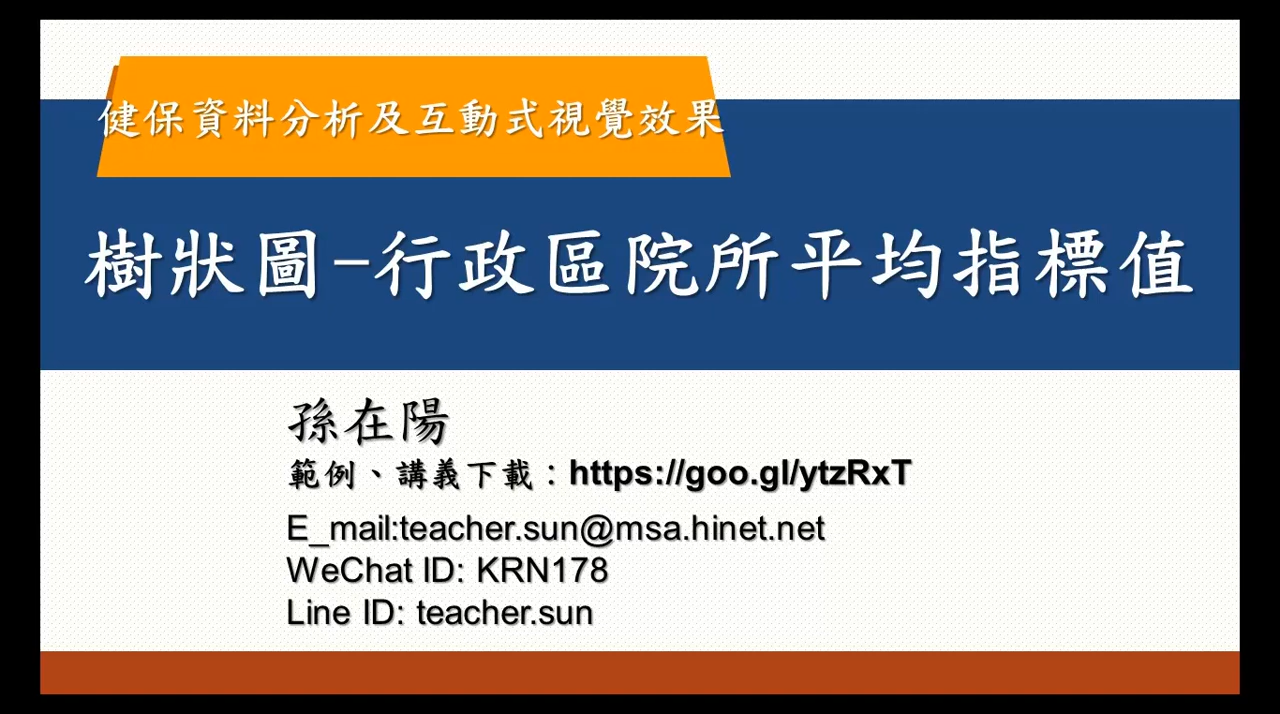 健保資料分析及互動式視覺效果
樹狀圖-行政區院所平均指標值
孫在陽
範例、講義下載：https://goo.gl/ytzRxT
E_mail:teacher.sun@msa.hinet.net
WeChat ID: KRN178
Line ID: teacher.sun